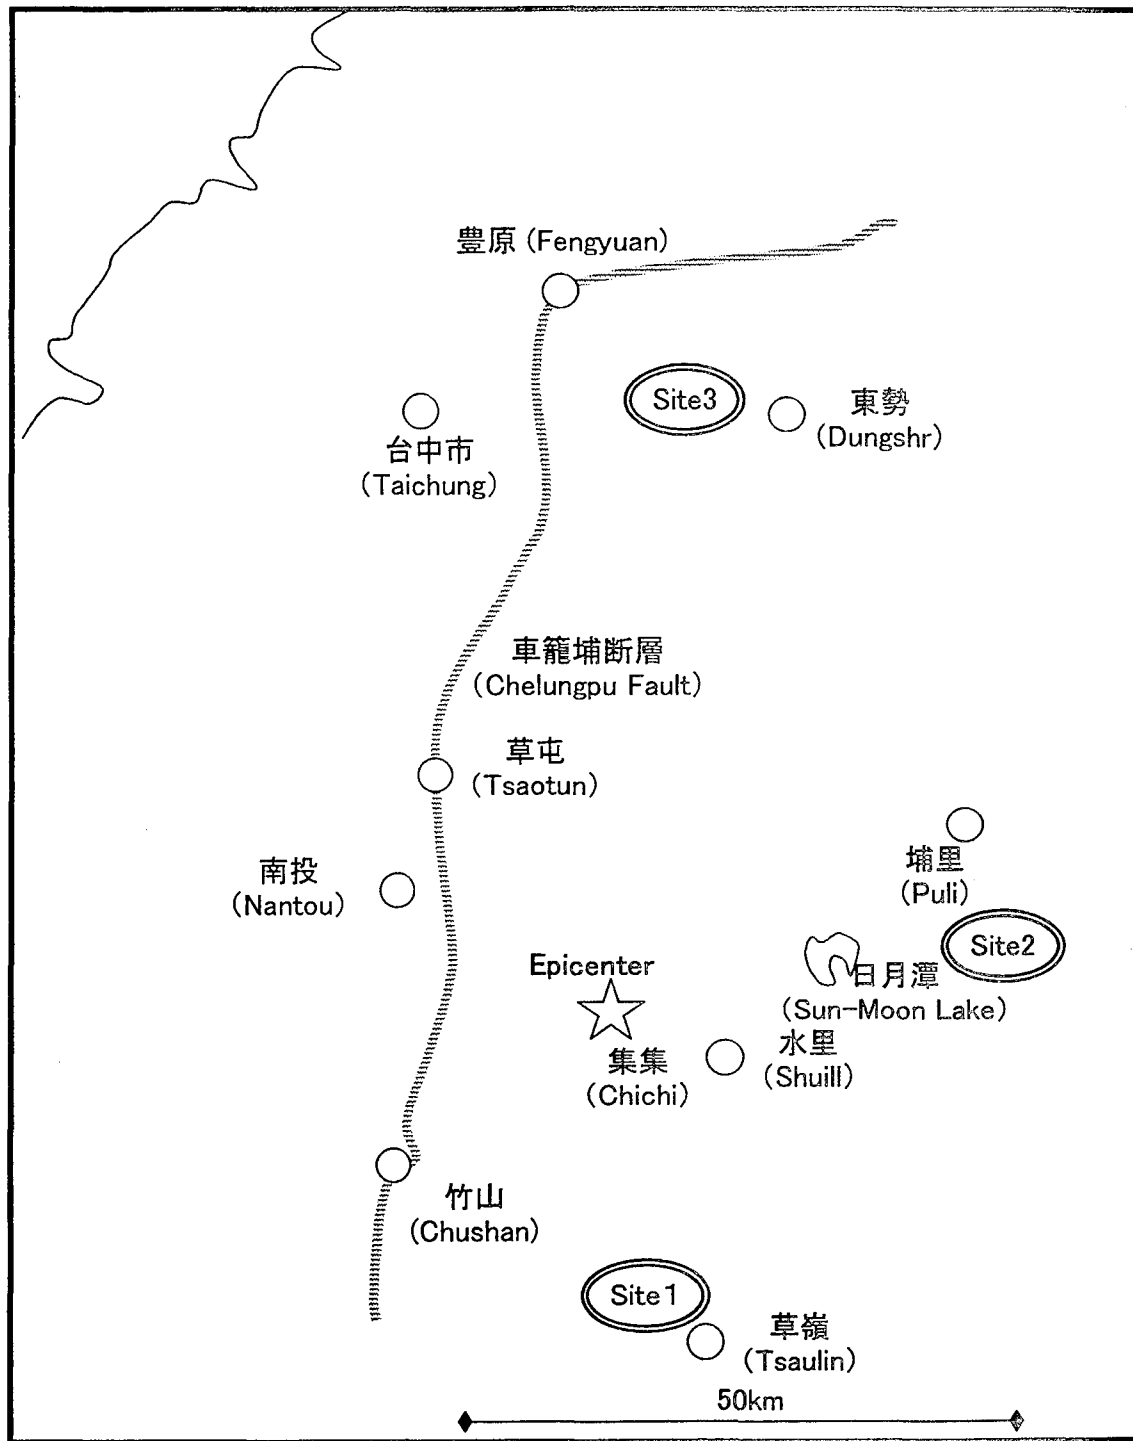 豊原 (Fengyuan)
Site3
東勢
(Dungshr)
台中市
(Taichung)
車籠埔断層
(Chelungpu Fault)
草屯
(Tsaotun)
埔里
(Puli)
南投
(Nantou)
Site2
Epicenter
日月潭
(Sun-Moon Lake)
水里
(Shuill)
集集
(Chichi)
竹山
(Chushan)
Site1
草嶺
(Tsaulin)
50km